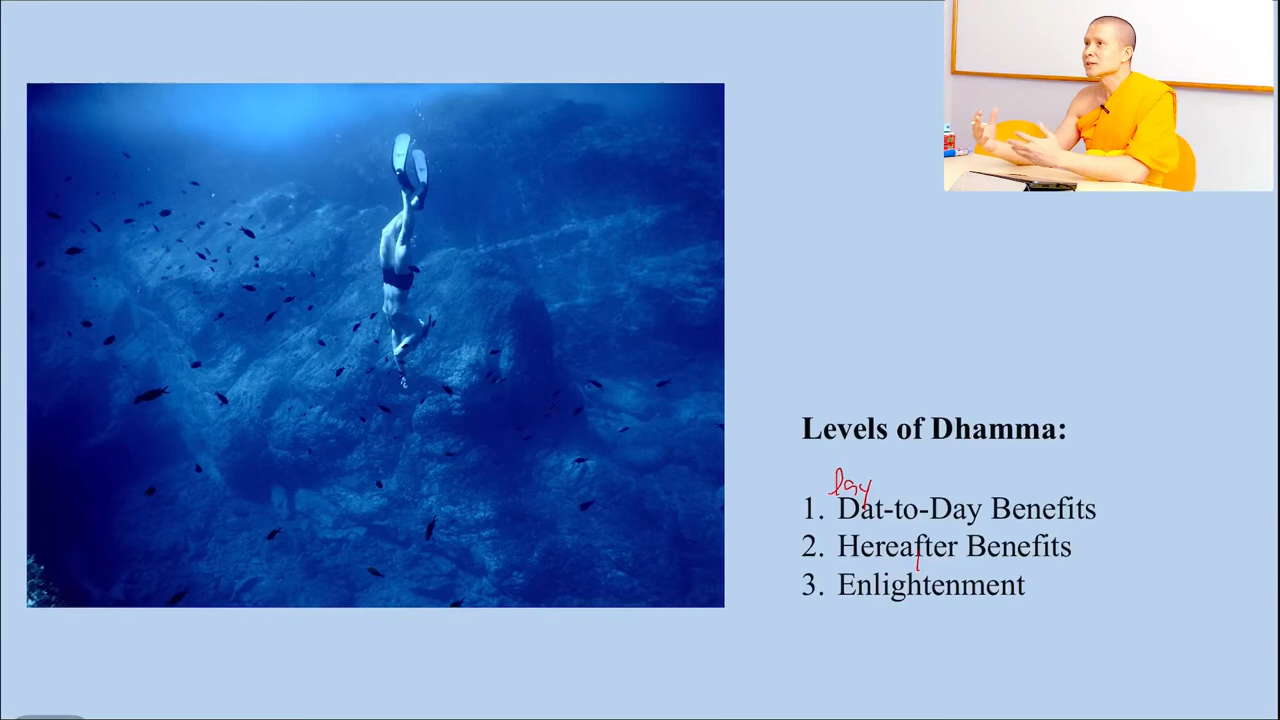 Levels of Dhamma:
Day
1. Dat-to-Day Benefits
2. Hereafter Benefits
3. Enlightenment